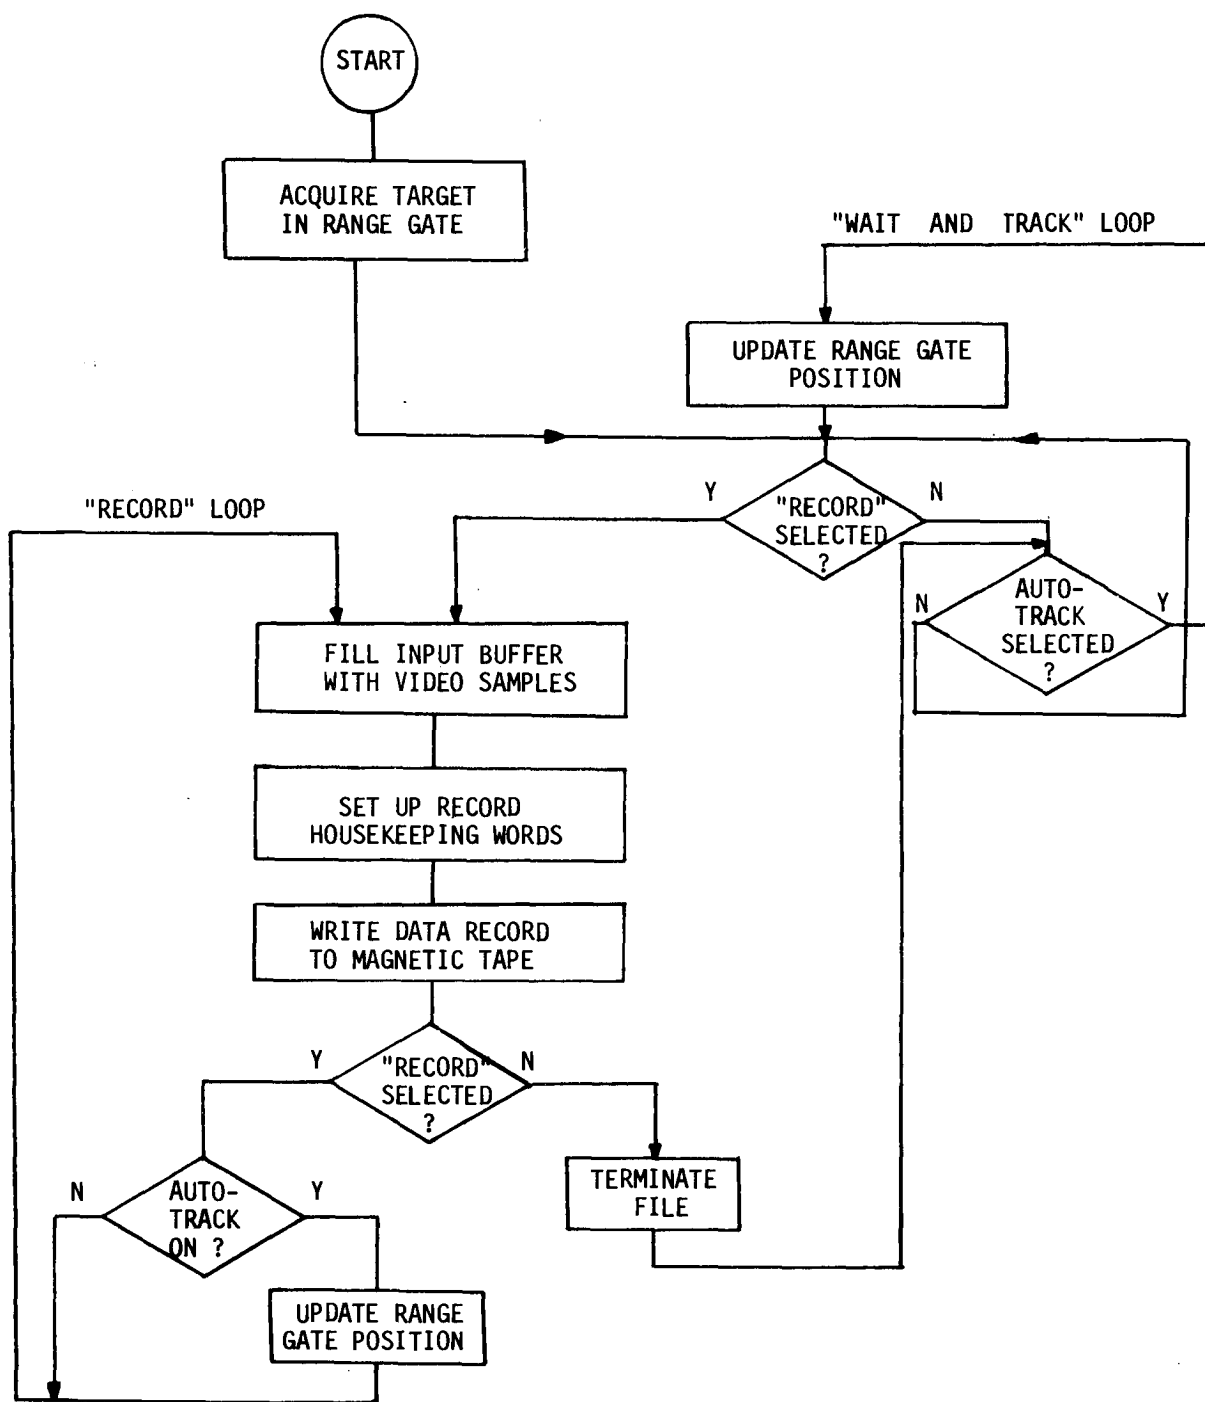 START
ACQUIRE TARGET
IN RANGE GATE
"WAIT AND TRACK" LOOP
UPDATE RANGE GATE
POSITION
"RECORD" LOOP
Y
"RECORD"
SELECTED
?
N
N
AUTO-
TRACK
SELECTED
?
Y
FILL INPUT BUFFER
WITH VIDEO SAMPLES
SET UP RECORD
HOUSEKEEPING WORDS
WRITE DATA RECORD
TO MAGNETIC TAPE
Y
"RECORD"
SELECTED
?
N
TERMINATE
FILE
N
AUTO-
TRACK
ON ?
Y
UPDATE RANGE
GATE POSITION